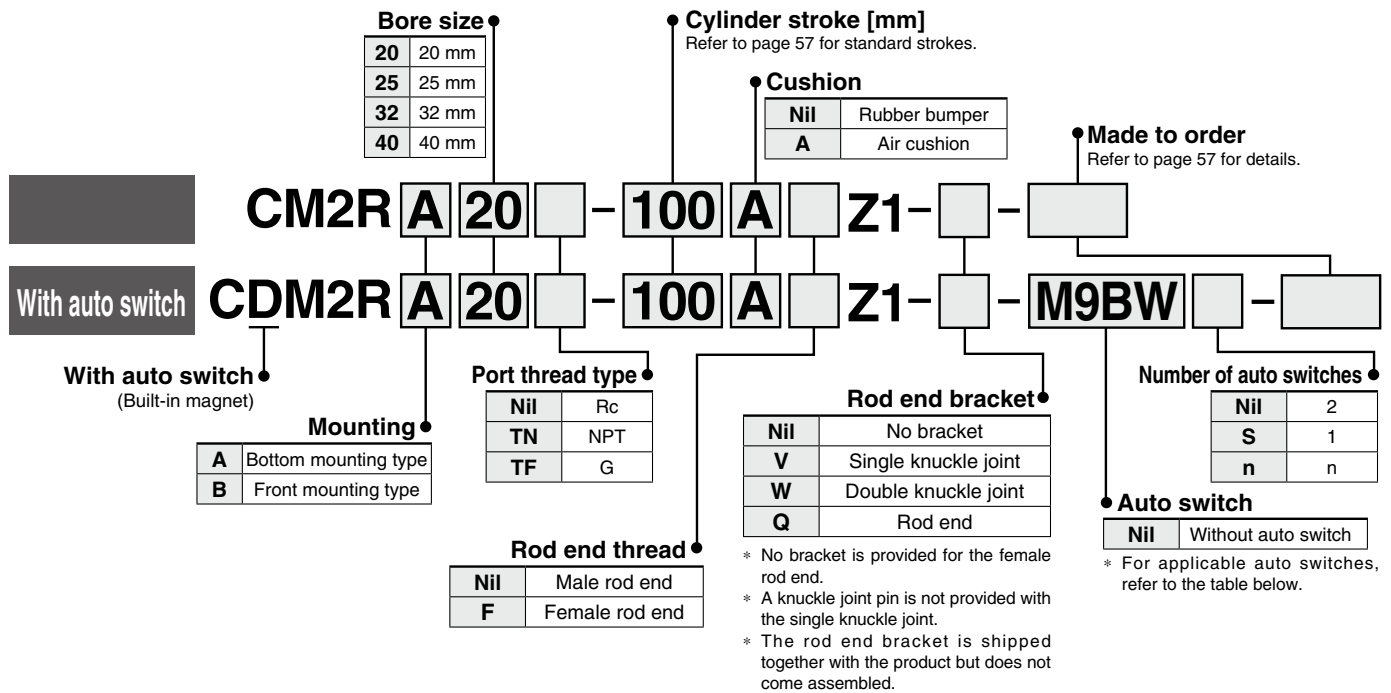 Bore size
20 20 mm
25 25 mm
32 32 mm
40 40 mm
Cylinder stroke [mm]
Refer to page 57 for standard strokes.
Cushion
Nil Rubber bumper
A Air cushion
Made to order
Refer to page 57 for details.
CM2R A 20 – 100 A Z1– –
With auto switch CDM2R A 20 – 100 A Z1– – M9BW –
With auto switch
(Built-in magnet)
Mounting
A Bottom mounting type
B Front mounting type
Port thread type
Nil Rc
TN NPT
TF G
Rod end thread
Nil Male rod end
F Female rod end
Rod end bracket
Nil No bracket
V Single knuckle joint
W Double knuckle joint
Q Rod end
* No bracket is provided for the female
rod end.
* A knuckle joint pin is not provided with
the single knuckle joint.
* The rod end bracket is shipped
together with the product but does not
come assembled.
Number of auto switches
Nil 2
S 1
n n
Auto switch
Nil Without auto switch
* For applicable auto switches,
refer to the table below.